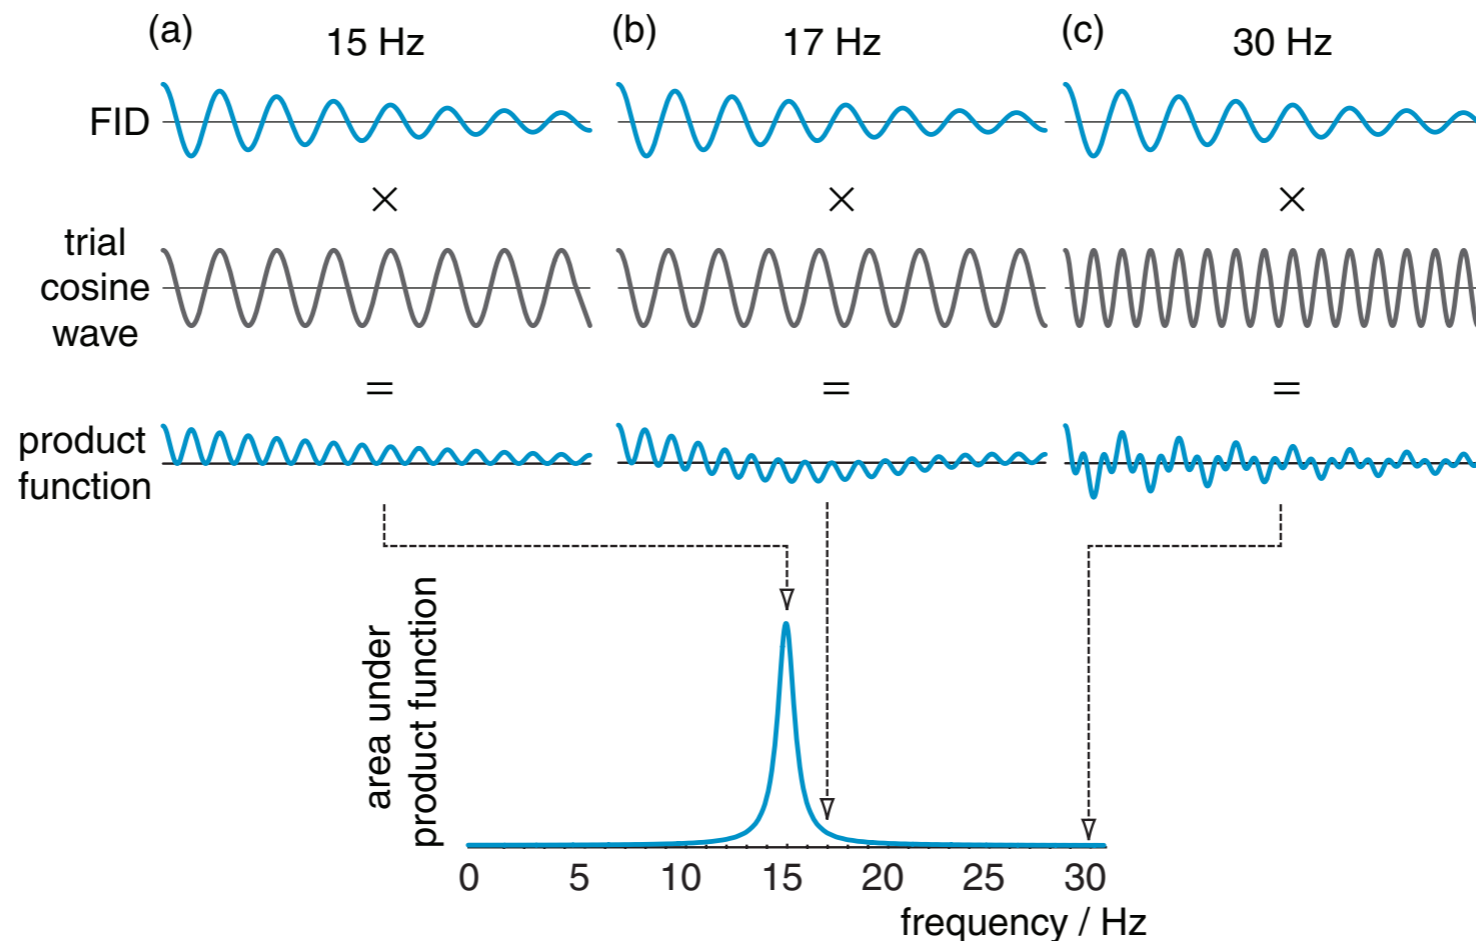 (a) 15 Hz (b) 17 Hz (c) 30 Hz
FID
× × ×
trial
cosine
wave
= = =
product
function
area under
product function
0 5 10 15 20 25 30
frequency / Hz